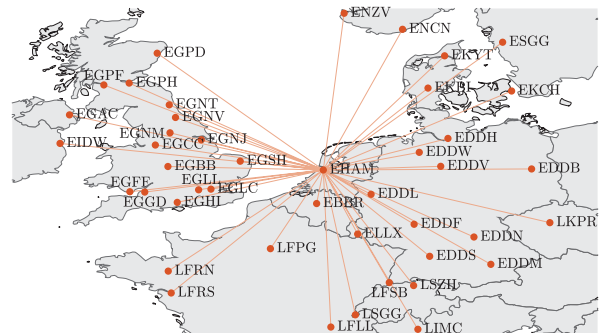 ENZV
ENCN
ESGG
EGPD
EKYT
EGPF
EGPH
EKBI
EKCH
EGNT
EGAC
EGNV
EGNM
EGNJ
EDDH
EIDW
EGCC
EDDW
EGSH
EGBB
EHAM
EDDV
EDDB
EGFF
EGLL
EGLC
EDDL
EGGD
EGHI
EBBR
EDDF
LKPR
ELLX
EDDN
LFPG
EDDS
EDDM
LFRN
LFRS
LFSB
LSZH
LSGG
LFLL
LIMC